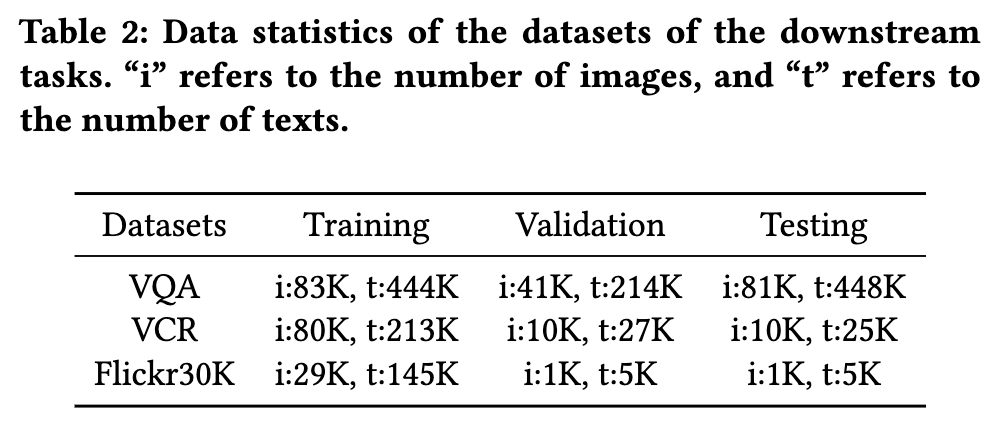 Table 2: Data statistics of the datasets of the downstream
tasks. “i” refers to the number of images, and “t” refers to
the number of texts.
Datasets Training Validation Testing
VQA i:83K, t:444K i:41K, t:214K i:81K, t:448K
VCR i:80K, t:213K i:10K, t:27K i:10K, t:25K
Flickr30K i:29K, t:145K i:1K, t:5K i:1K, t:5K